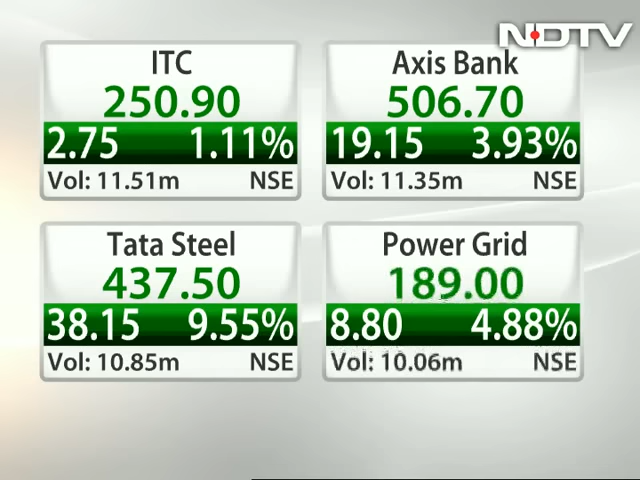 NDTV
ITC
250.90
2.75 1.11%
Vol: 11.51m NSE
Axis Bank
506.70
19.15 3.93%
Vol: 11.35m NSE
Tata Steel
437.50
38.15 9.55%
Vol: 10.85m NSE
Power Grid
189.00
8.80 4.88%
Vol: 10.06m NSE